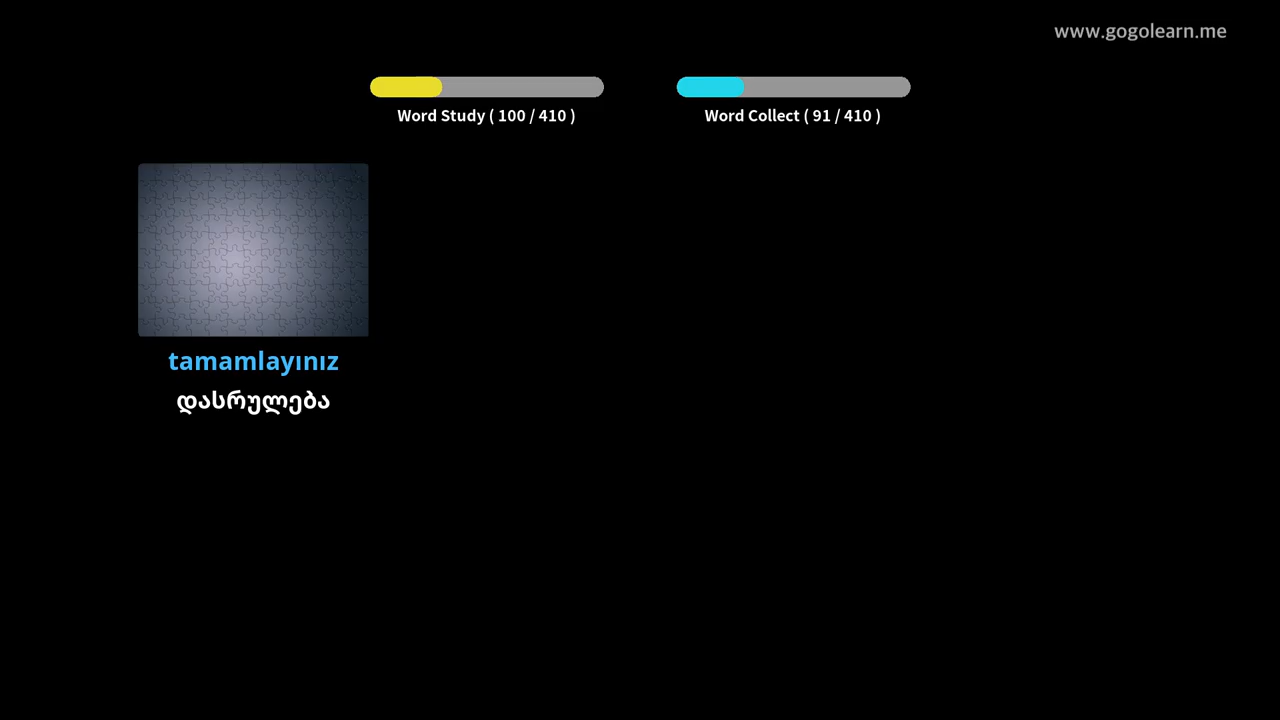 www.gogolearn.me
Word Study ( 100 / 410 )
Word Collect ( 91 / 410 )
tamamlayınız
დასრულება